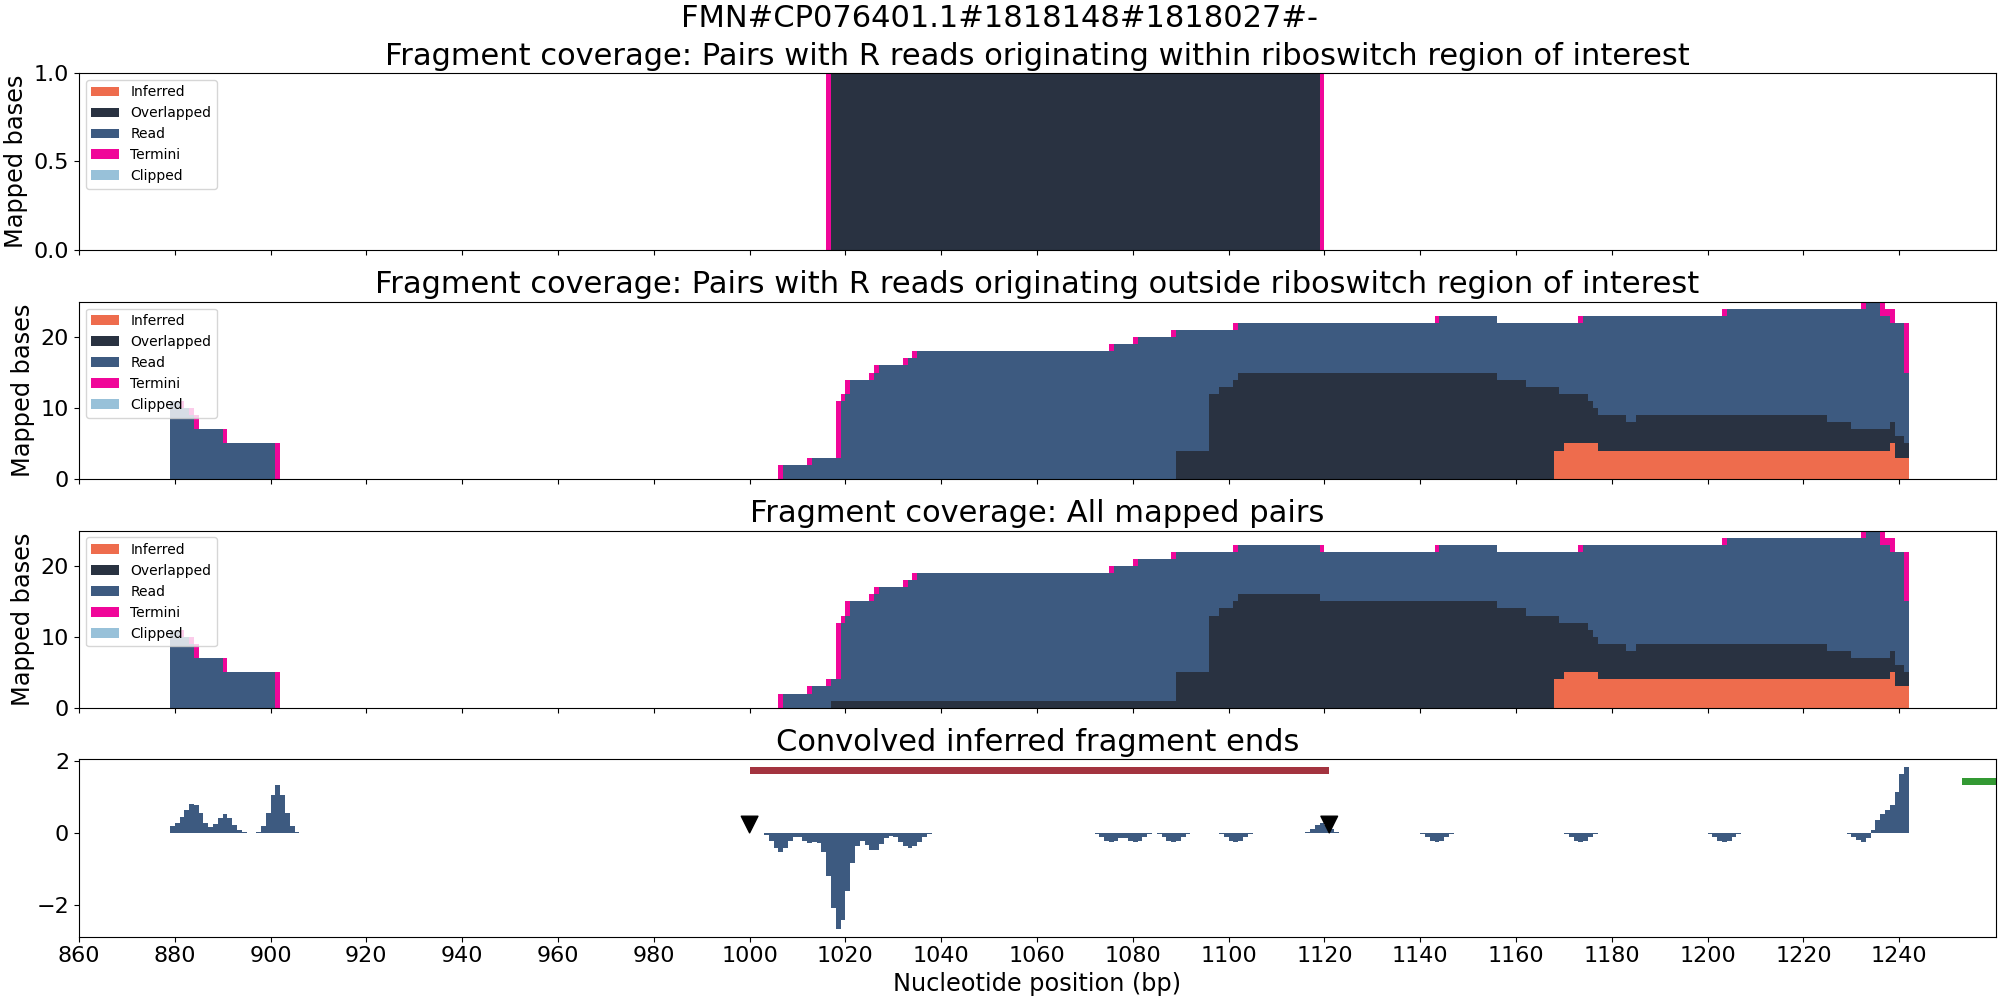 FMN#CP076401.1#1818148#1818027#-
Fragment coverage: Pairs with R reads originating within riboswitch region of interest
Mapped bases
1.0
0.5
0.0
Inferred
Overlapped
Read
Termini
Clipped
Fragment coverage: Pairs with R reads originating outside riboswitch region of interest
Mapped bases
20
10
0
Inferred
Overlapped
Read
Termini
Clipped
Fragment coverage: All mapped pairs
Mapped bases
20
10
0
Inferred
Overlapped
Read
Termini
Clipped
Convolved inferred fragment ends
2
0
−2
860 880 900 920 940 960 980 1000 1020 1040 1060 1080 1100 1120 1140 1160 1180 1200 1220 1240
Nucleotide position (bp)